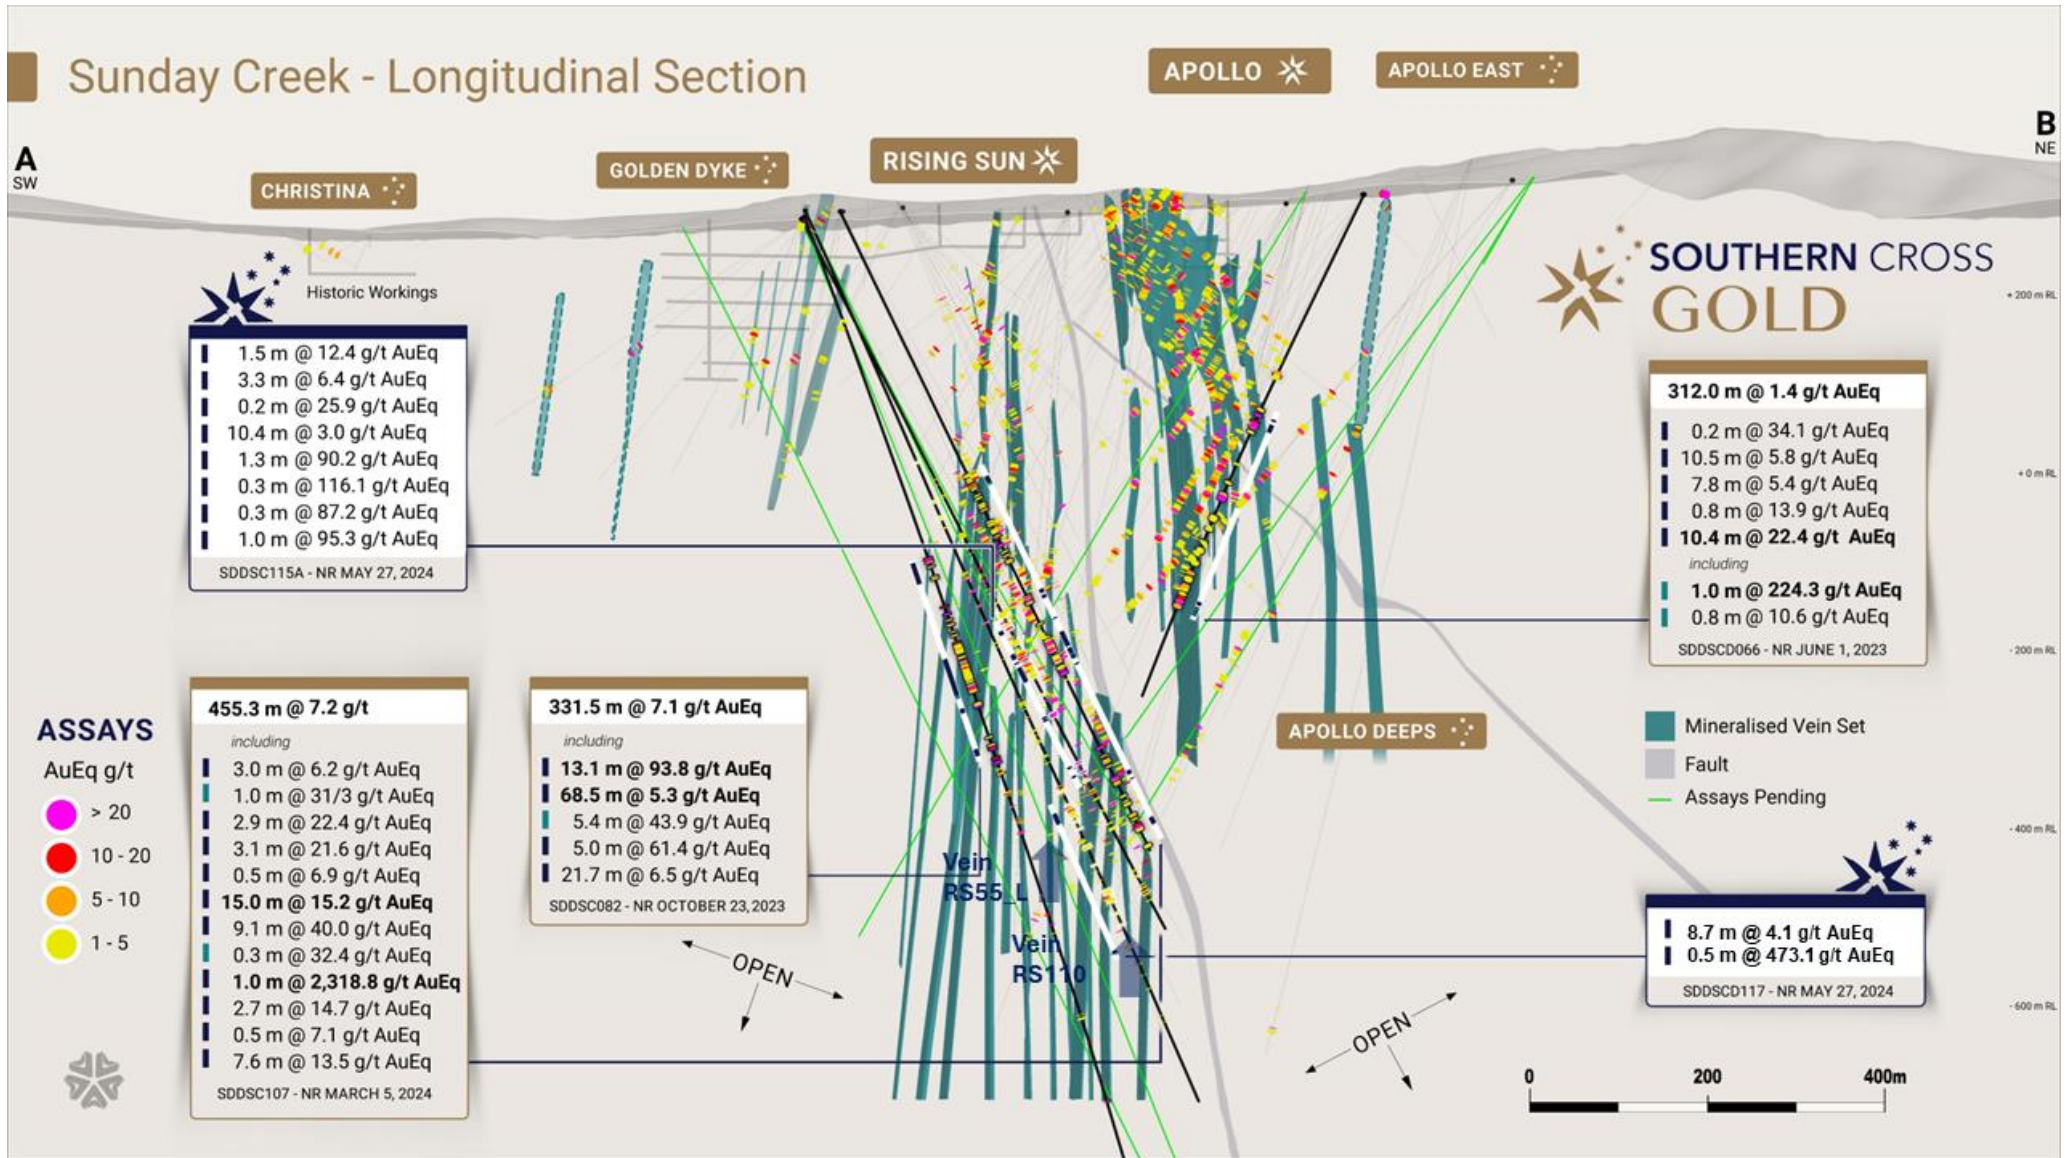 Sunday Creek - Longitudinal Section
APOLLO
APOLLO EAST
A
SW
B
NE
CHRISTINA
GOLDEN DYKE
RISING SUN
Historic Workings
SOUTHERN CROSS
GOLD
+ 200 m RL
+ 0 m RL
- 200 m RL
- 400 m RL
- 600 m RL
1.5 m @ 12.4 g/t AuEq
3.3 m @ 6.4 g/t AuEq
0.2 m @ 25.9 g/t AuEq
10.4 m @ 3.0 g/t AuEq
1.3 m @ 90.2 g/t AuEq
0.3 m @ 116.1 g/t AuEq
0.3 m @ 87.2 g/t AuEq
1.0 m @ 95.3 g/t AuEq
SDDSC115A - NR MAY 27, 2024
312.0 m @ 1.4 g/t AuEq
0.2 m @ 34.1 g/t AuEq
10.5 m @ 5.8 g/t AuEq
7.8 m @ 5.4 g/t AuEq
0.8 m @ 13.9 g/t AuEq
10.4 m @ 22.4 g/t AuEq
including
1.0 m @ 224.3 g/t AuEq
0.8 m @ 10.6 g/t AuEq
SDDSCD066 - NR JUNE 1, 2023
ASSAYS
AuEq g/t
> 20
10 - 20
5 - 10
1 - 5
455.3 m @ 7.2 g/t
including
3.0 m @ 6.2 g/t AuEq
1.0 m @ 31/3 g/t AuEq
2.9 m @ 22.4 g/t AuEq
3.1 m @ 21.6 g/t AuEq
0.5 m @ 6.9 g/t AuEq
15.0 m @ 15.2 g/t AuEq
9.1 m @ 40.0 g/t AuEq
0.3 m @ 32.4 g/t AuEq
1.0 m @ 2,318.8 g/t AuEq
2.7 m @ 14.7 g/t AuEq
0.5 m @ 7.1 g/t AuEq
7.6 m @ 13.5 g/t AuEq
SDDSC107 - NR MARCH 5, 2024
331.5 m @ 7.1 g/t AuEq
including
13.1 m @ 93.8 g/t AuEq
68.5 m @ 5.3 g/t AuEq
5.4 m @ 43.9 g/t AuEq
5.0 m @ 61.4 g/t AuEq
21.7 m @ 6.5 g/t AuEq
SDDSC082 - NR OCTOBER 23, 2023
APOLLO DEEPS
Mineralised Vein Set
Fault
Assays Pending
Vein
RS55_L
Vein
RS110
OPEN
OPEN
8.7 m @ 4.1 g/t AuEq
0.5 m @ 473.1 g/t AuEq
SDDSCD117 - NR MAY 27, 2024
0 200 400m